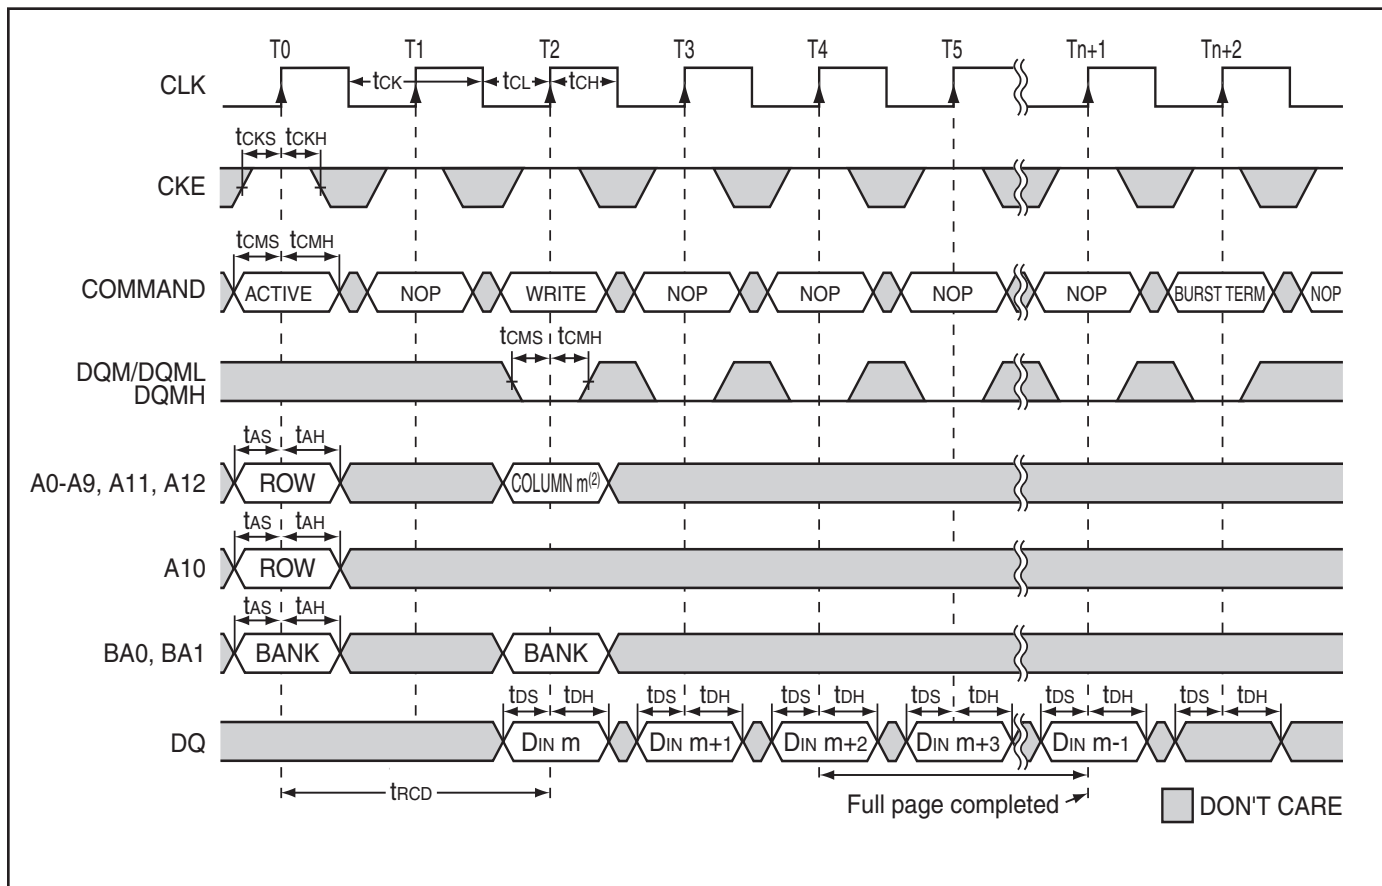 T0 T1 T2 T3 T4 T5 Tn+1 Tn+2
CLK
tCK tCL tCH
tCKS tCKH
CKE
tCMS tCMH
COMMAND ACTIVE NOP WRITE NOP NOP NOP NOP BURST TERM NOP
tCMS tCMH
DQM/DQML
DQMH
tAS tAH
A0-A9, A11, A12 ROW COLUMN m(2)
tAS tAH
A10 ROW
tAS tAH
BA0, BA1 BANK BANK
tDS tDH tDS tDH tDS tDH tDS tDH tDS tDH tDS tDH
DQ DIN m DIN m+1 DIN m+2 DIN m+3 DIN m-1
tRCD
Full page completed
DON'T CARE